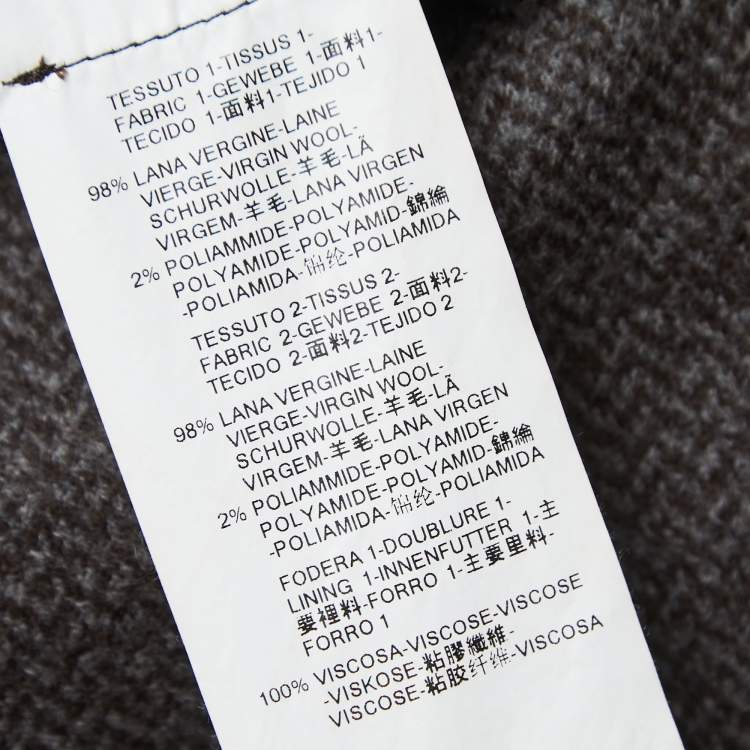 TESSUTO 1-TISSUS 1-
FABRIC 1-GEWEBE 1-面料1-
TECIDO 1-面料1-TEJIDO 1
98% LANA VERGINE-LAINE
VIERGE-VIRGIN WOOL-
SCHURWOLLE-羊毛-LÃ
VIRGEM-羊毛-LANA VIRGEN
2% POLIAMMIDE-POLYAMIDE-
POLYAMIDE-POLYAMID-錦綸
-POLIAMIDA-锦纶-POLIAMIDA
TESSUTO 2-TISSUS 2-
FABRIC 2-GEWEBE 2-面料2-
TECIDO 2-面料2-TEJIDO 2
98% LANA VERGINE-LAINE
VIERGE-VIRGIN WOOL-
SCHURWOLLE-羊毛-LÃ
VIRGEM-羊毛-LANA VIRGEN
2% POLIAMMIDE-POLYAMIDE-
POLYAMIDE-POLYAMID-錦綸
-POLIAMIDA-锦纶-POLIAMIDA
FODERA 1-DOUBLURE 1-
LINING 1-INNENFUTTER 1-主
要裡料-FORRO 1-主要里料-
FORRO 1
100% VISCOSA-VISCOSE-VISCOSE
-VISKOSE-粘膠纖維-
VISCOSE-粘胶纤维-VISCOSA